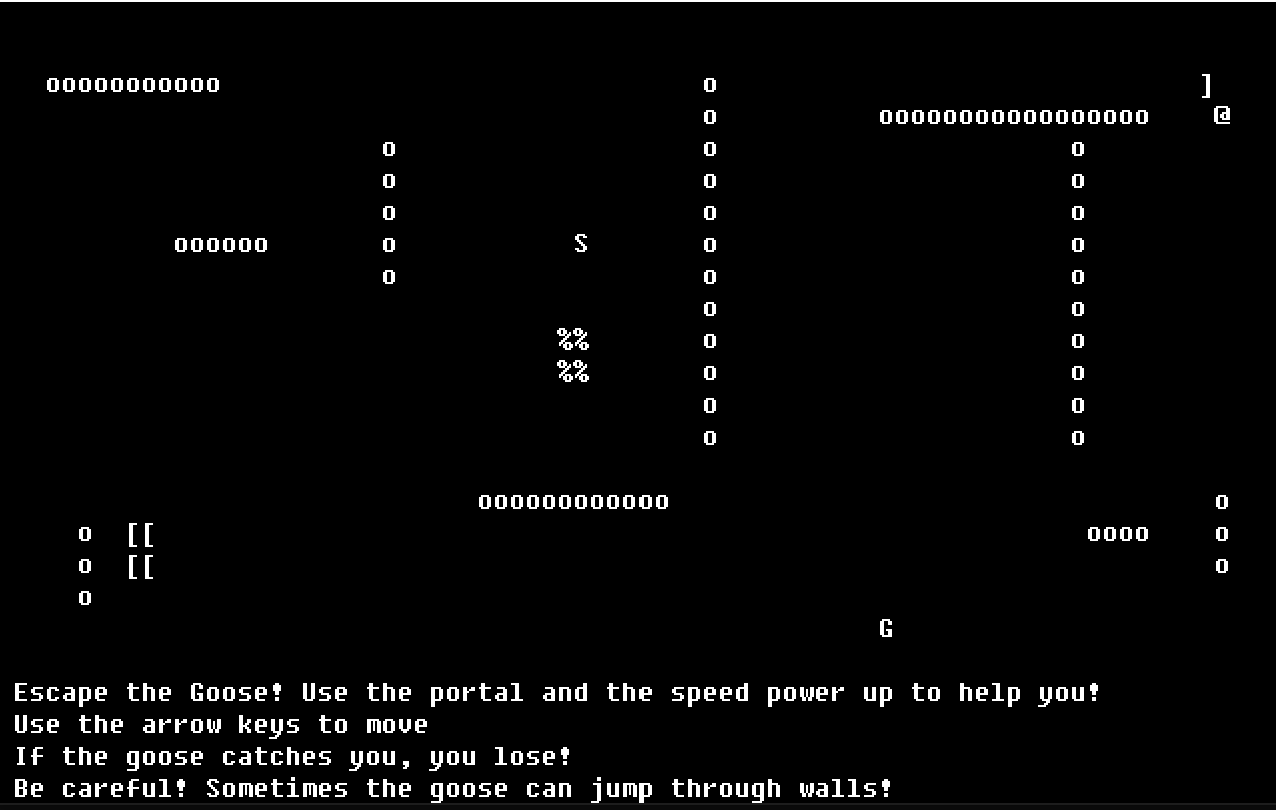 ooooooooooo o ]
o ooooooooooooooooo @
o o o
o o o
o o o
oooooo o S o o
o o o
o o
%% o o
%% o o
o o
o o
oooooooooooo o
o [[ oooo o
o [[ o
o
G
Escape the Goose! Use the portal and the speed power up to help you!
Use the arrow keys to move
If the goose catches you, you lose!
Be careful! Sometimes the goose can jump through walls!